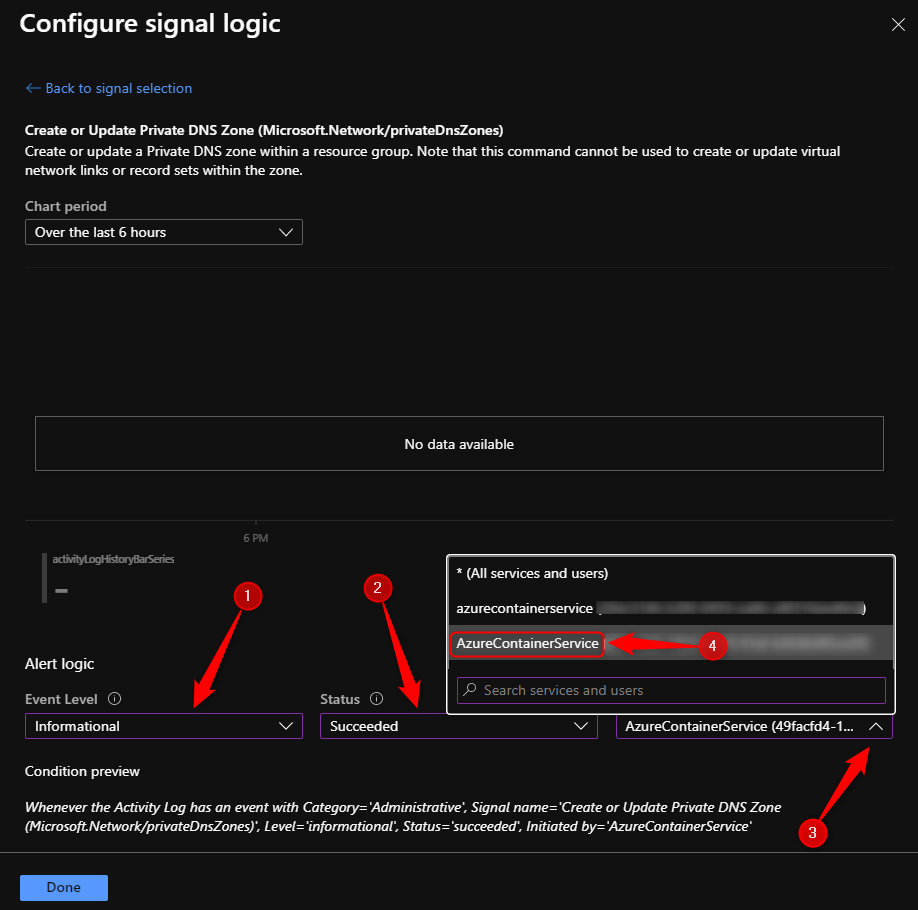 Configure signal logic
Back to signal selection
Create or Update Private DNS Zone (Microsoft.Network/privateDnsZones)
Create or update a Private DNS zone within a resource group. Note that this command cannot be used to create or update virtual
network links or record sets within the zone.
Chart period
Over the last 6 hours
No data available
6 PM
activityLogHistoryBarSeries
--
1
2
* (All services and users)
azurecontainerservice (
)
AzureContainerService
4
Search services and users
Alert logic
Event Level
Status
Informational
Succeeded
AzureContainerService (49facfd4-1...
Condition preview
Whenever the Activity Log has an event with Category='Administrative', Signal name='Create or Update Private DNS Zone
(Microsoft.Network/privateDnsZones)', Level='informational', Status='succeeded', Initiated by='AzureContainerService'
3
Done